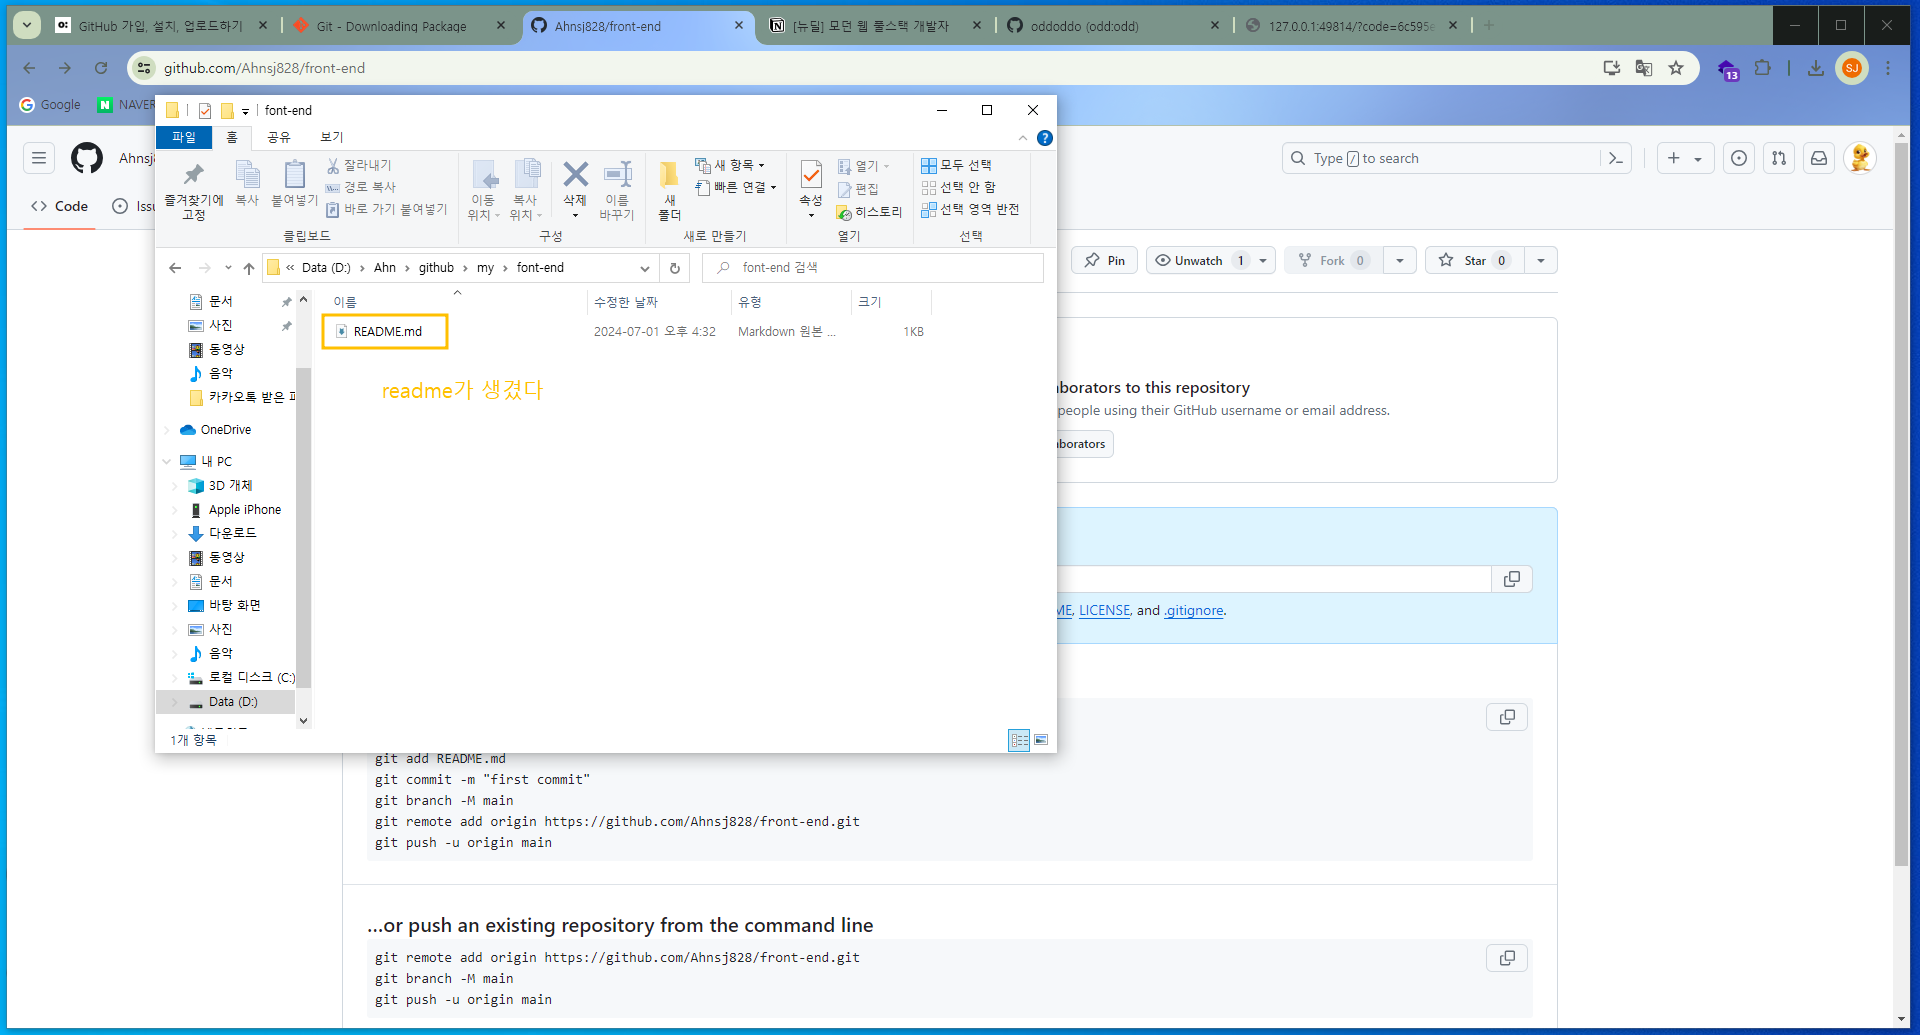 GitHub 가입, 설치, 업로드하기
Git - Downloading Package
Ahnsj828/front-end
[뉴딜] 모던 웹 풀스택 개발자
oddoddo (odd:odd)
127.0.0.1:49814/?code=6c595e
github.com/Ahnsj828/front-end
13
SJ
Google
NAVER
font-end
파일
홈
공유
보기
즐겨찾기에
고정
복사
붙여넣기
잘라내기
경로 복사
바로 가기 붙여넣기
클립보드
이동
위치
복사
위치
삭제
이름
바꾸기
구성
새
폴더
새 항목
빠른 연결
새로 만들기
속성
열기
편집
히스토리
열기
모두 선택
선택 안 함
선택 영역 반전
선택
« Data (D:) › Ahn › github › my › font-end
font-end 검색
이름
수정한 날짜
유형
크기
README.md
2024-07-01 오후 4:32
Markdown 원본 ...
1KB
readme가 생겼다
문서
사진
동영상
음악
카카오톡 받은 파
OneDrive
내 PC
3D 개체
Apple iPhone
다운로드
동영상
문서
바탕 화면
사진
음악
로컬 디스크 (C:)
Data (D:)
1개 항목
Ahnsj
Type / to search
Code
Issu
Pin
Unwatch 1
Fork 0
Star 0
aborators to this repository
people using their GitHub username or email address.
aborators
ME, LICENSE, and .gitignore.
git add README.md
git commit -m "first commit"
git branch -M main
git remote add origin https://github.com/Ahnsj828/front-end.git
git push -u origin main
...or push an existing repository from the command line
git remote add origin https://github.com/Ahnsj828/front-end.git
git branch -M main
git push -u origin main